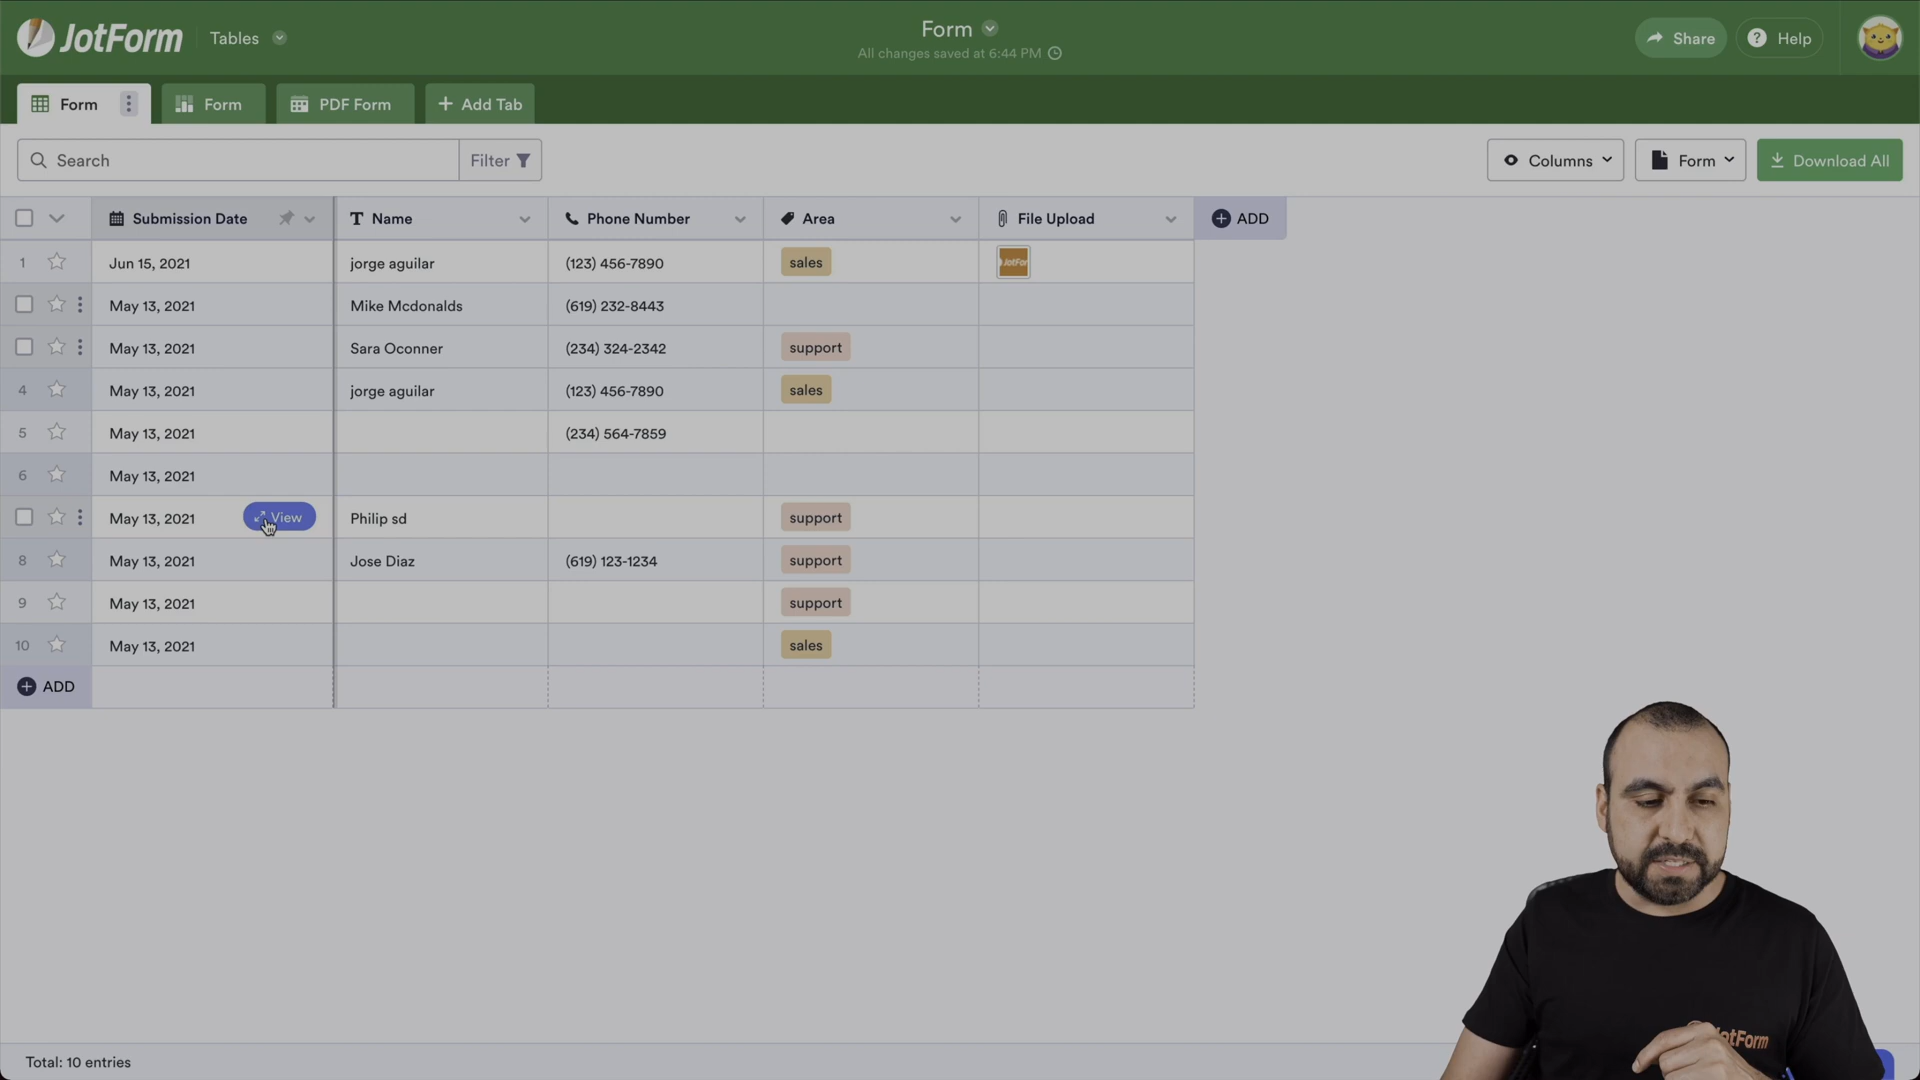 JotForm
Tables
Form
All changes saved at 6:44 PM
Share
Help
Form
Form
PDF Form
Add Tab
Search
Filter
Columns
Form
Download All
Submission Date
Name
Phone Number
Area
File Upload
ADD
1 Jun 15, 2021 jorge aguilar (123) 456-7890 sales JotForm
May 13, 2021 Mike Mcdonalds (619) 232-8443
May 13, 2021 Sara Oconner (234) 324-2342 support
4 May 13, 2021 jorge aguilar (123) 456-7890 sales
5 May 13, 2021 (234) 564-7859
6 May 13, 2021
May 13, 2021 View Philip sd support
8 May 13, 2021 Jose Diaz (619) 123-1234 support
9 May 13, 2021 support
10 May 13, 2021 sales
ADD
Total: 10 entries
JotForm